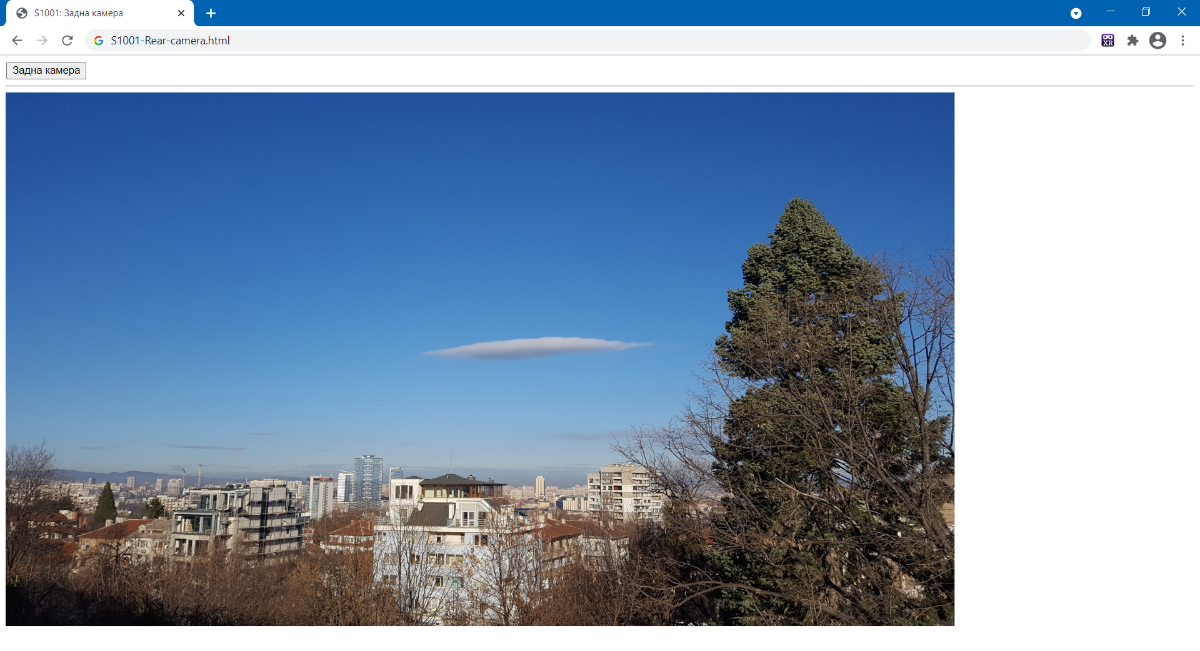 S1001: Задна камера
S1001-Rear-camera.html
Задна камера